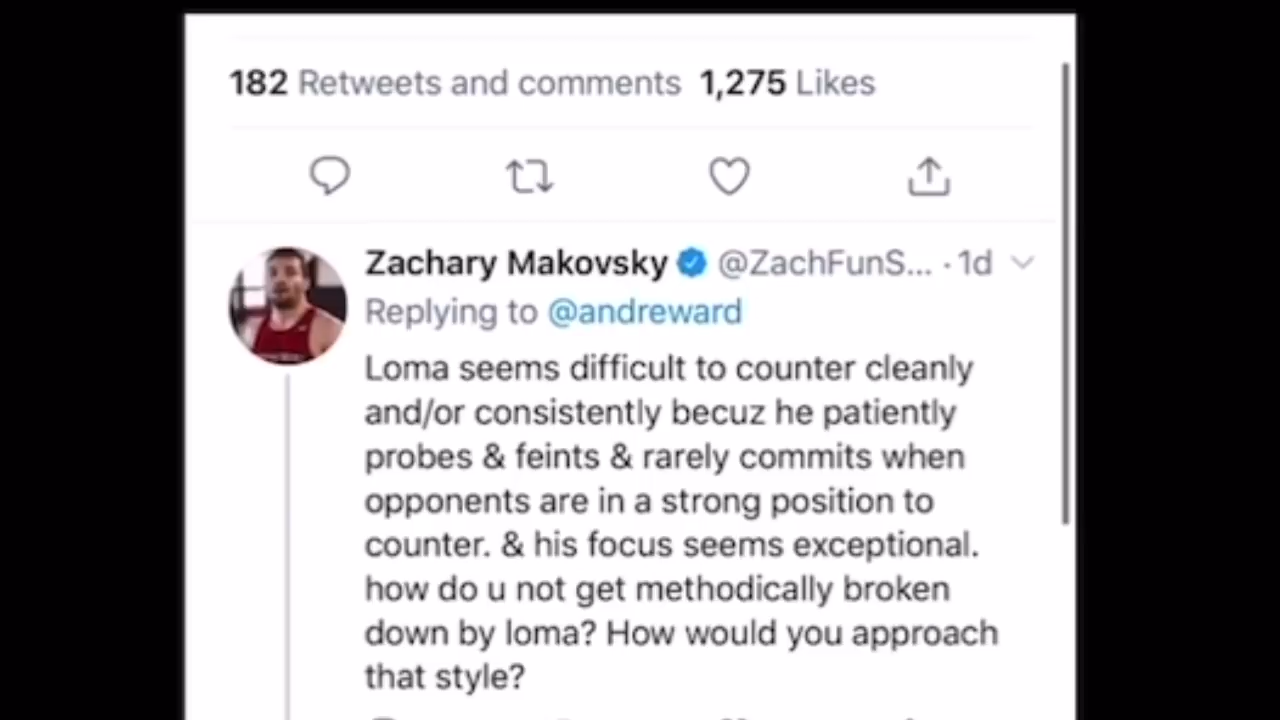 182 Retweets and comments 1,275 Likes
Zachary Makovsky @ZachFunS... · 1d
Replying to @andreward
Loma seems difficult to counter cleanly
and/or consistently becuz he patiently
probes & feints & rarely commits when
opponents are in a strong position to
counter. & his focus seems exceptional.
how do u not get methodically broken
down by loma? How would you approach
that style?